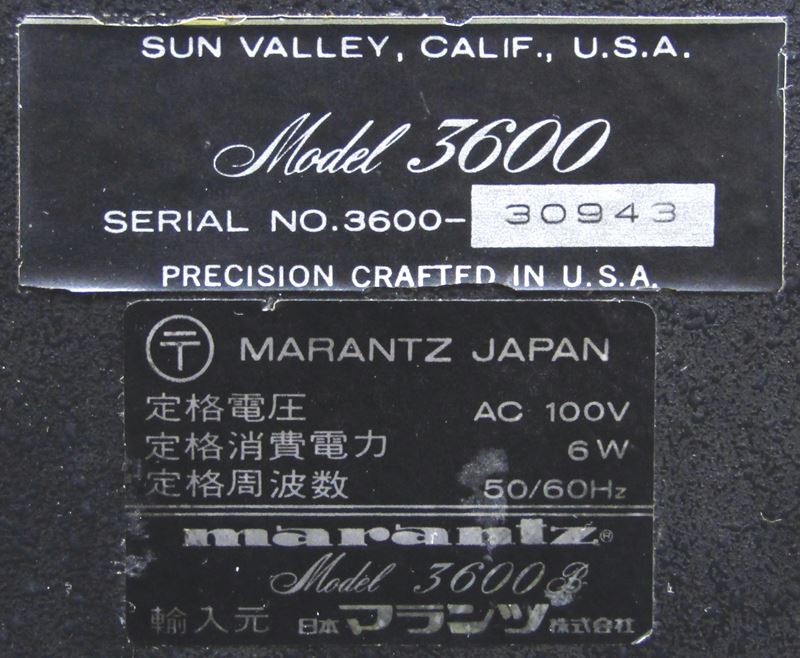 SUN VALLEY, CALIF., U.S.A.
Model 3600
SERIAL NO.3600- 30943
PRECISION CRAFTED IN U.S.A.
〒 MARANTZ JAPAN
定格電圧 AC 100V
定格消費電力 6W
定格周波数 50/60Hz
marantz®
Model 3600B
輸入元 日本マランツ株式会社